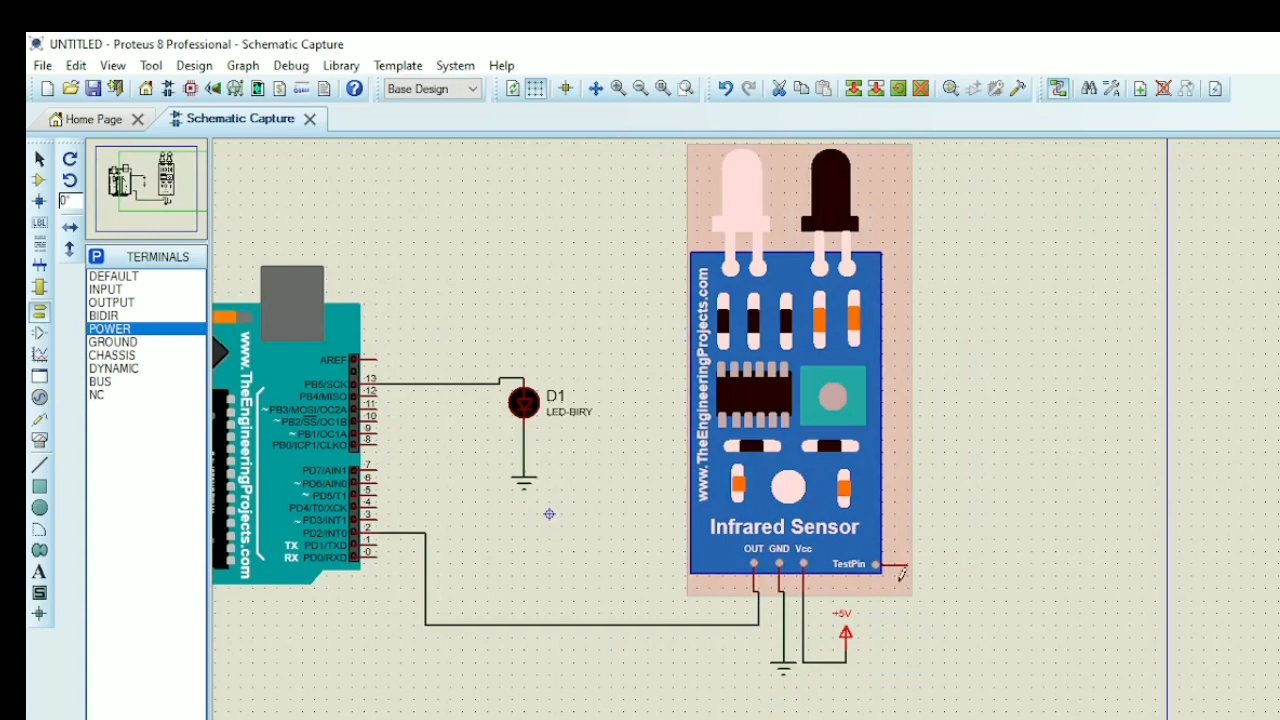 UNTITLED - Proteus 8 Professional - Schematic Capture
File Edit View Tool Design Graph Debug Library Template System Help
Base Design
Home Page
Schematic Capture
0°
P TERMINALS
DEFAULT
INPUT
OUTPUT
BIDIR
POWER
GROUND
CHASSIS
DYNAMIC
BUS
NC
LBL
A
S
www.TheEngineeringProjects.com
AREF
PB5/SCK 13
PB4/MISO 12
~PB3/MOSI/OC2A 11
~PB2/SS/OC1B 10
~PB1/OC1A 9
PB0/ICP1/CLKO 8
PD7/AIN1 7
~PD6/AIN0 6
~PD5/T1 5
PD4/T0/XCK 4
~PD3/INT1 3
PD2/INT0 2
TX PD1/TXD 1
RX PD0/RXD 0
D1
LED-BIRY
www.TheEngineeringProjects.com
Infrared Sensor
OUT GND Vcc
TestPin
+5V